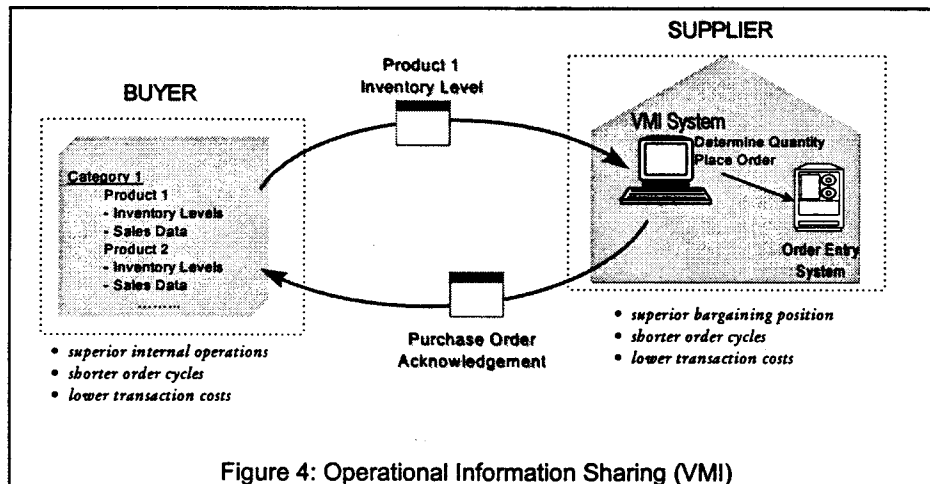 SUPPLIER
Product 1
Inventory Level
BUYER
VMI System
Determine Quantity
Place Order
Category 1
Product 1
- Inventory Levels
- Sales Data
Product 2
- Inventory Levels
- Sales Data
..........
Order Entry
System
Purchase Order
Acknowledgement
• superior internal operations
• shorter order cycles
• lower transaction costs
• superior bargaining position
• shorter order cycles
• lower transaction costs
Figure 4: Operational Information Sharing (VMI)